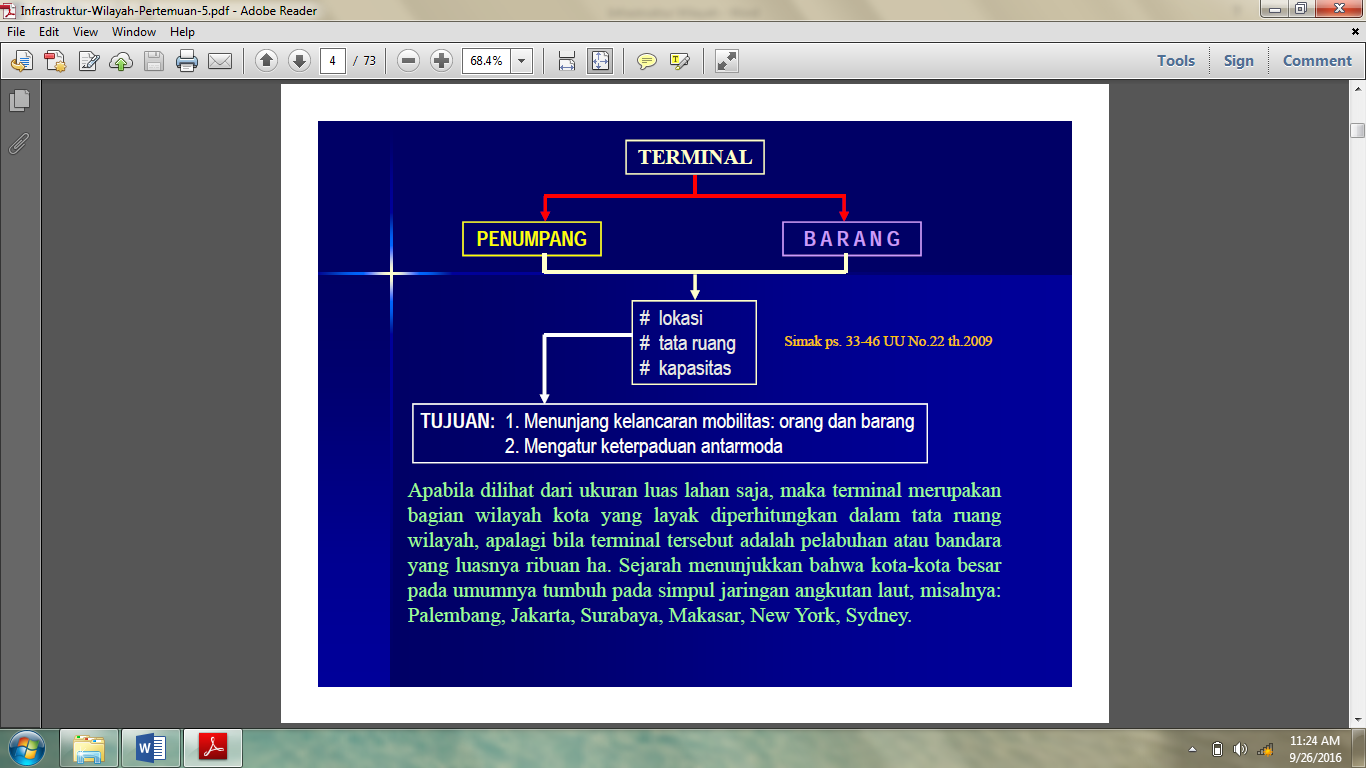 Infrastruktur-Wilayah-Pertemuan-5.pdf - Adobe Reader
File Edit View Window Help
4 / 73 68.4% Tools Sign Comment
TERMINAL
PENUMPANG B A R A N G
# lokasi
# tata ruang
# kapasitas
Simak ps. 33-46 UU No.22 th.2009
TUJUAN: 1. Menunjang kelancaran mobilitas: orang dan barang
2. Mengatur keterpaduan antarmoda
Apabila dilihat dari ukuran luas lahan saja, maka terminal merupakan
bagian wilayah kota yang layak diperhitungkan dalam tata ruang
wilayah, apalagi bila terminal tersebut adalah pelabuhan atau bandara
yang luasnya ribuan ha. Sejarah menunjukkan bahwa kota-kota besar
pada umumnya tumbuh pada simpul jaringan angkutan laut, misalnya:
Palembang, Jakarta, Surabaya, Makasar, New York, Sydney.
11:24 AM
9/26/2016